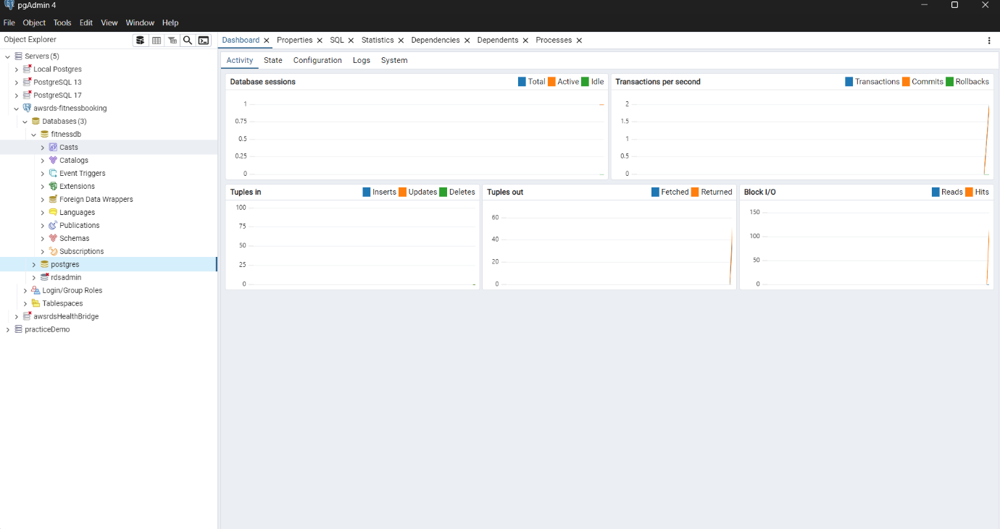 pgAdmin 4
File Object Tools Edit View Window Help
Object Explorer
Servers (5)
Local Postgres
PostgreSQL 13
PostgreSQL 17
awsrds-fitnessbooking
Databases (3)
fitnessdb
Casts
Catalogs
Event Triggers
Extensions
Foreign Data Wrappers
Languages
Publications
Schemas
Subscriptions
postgres
rdsadmin
Login/Group Roles
Tablespaces
awsrdsHealthBridge
practiceDemo
Dashboard Properties SQL Statistics Dependencies Dependents Processes
Activity State Configuration Logs System
Database sessions Total Active Idle
1
0.75
0.5
0.25
0
Transactions per second Transactions Commits Rollbacks
2
1.5
1
0.5
0
Tuples in Inserts Updates Deletes
100
75
50
25
0
Tuples out Fetched Returned
60
40
20
0
Block I/O Reads Hits
150
100
50
0